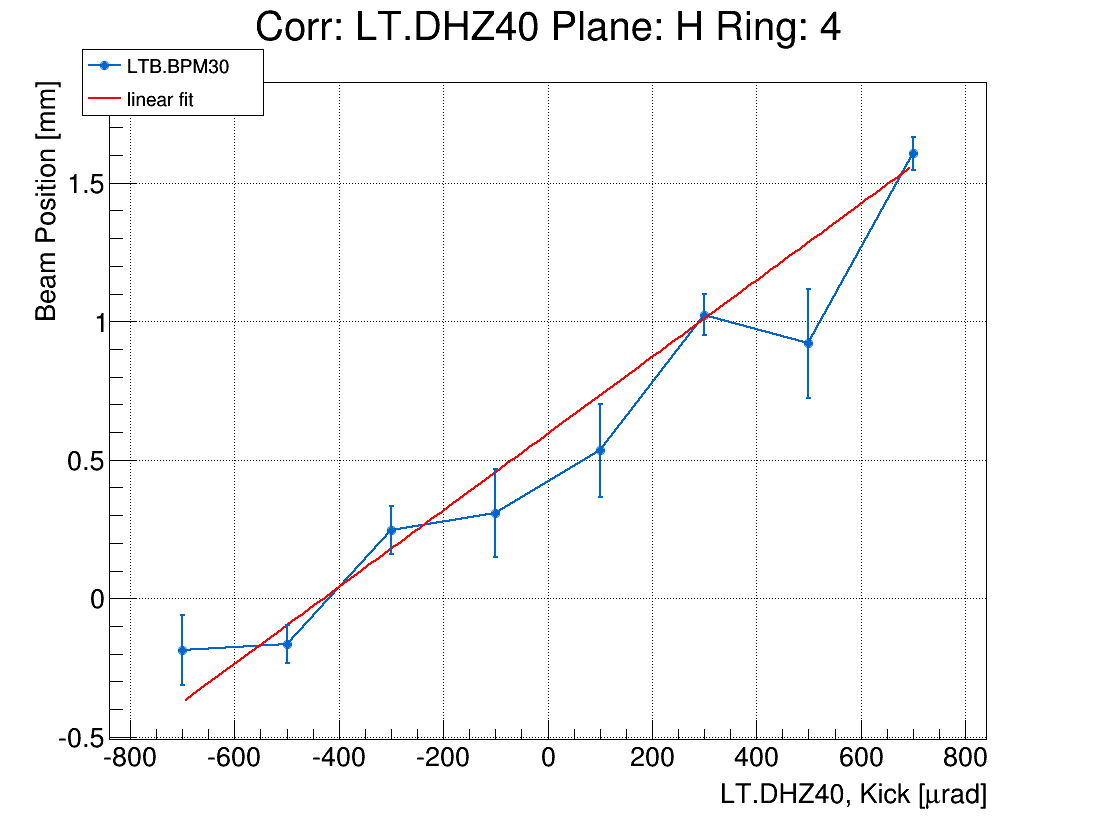 Corr: LT.DHZ40 Plane: H Ring: 4
LTB.BPM30
linear fit
Beam Position [mm]
1.5
1
0.5
0
-0.5
-800 -600 -400 -200 0 200 400 600 800
LT.DHZ40, Kick [μrad]